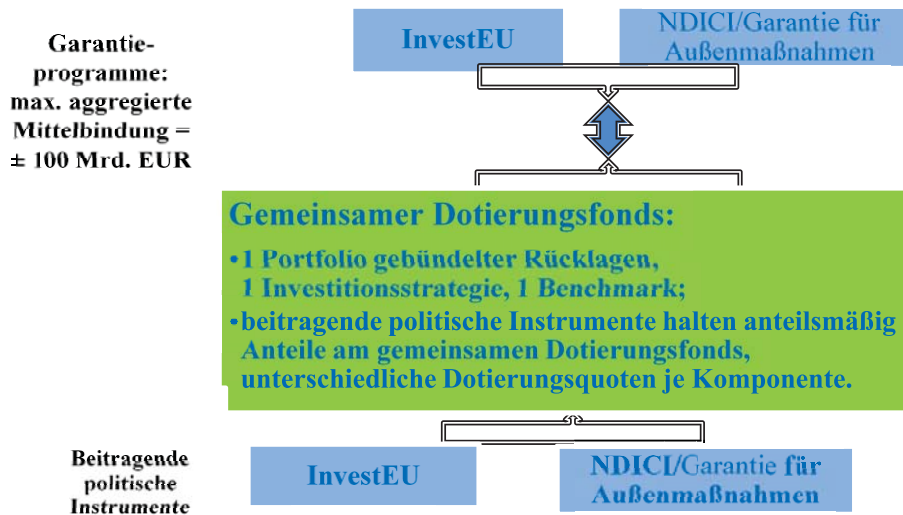 Garantie-
programme:
max. aggregierte
Mittelbindung =
± 100 Mrd. EUR
InvestEU
NDICI/Garantie für
Außenmaßnahmen
Gemeinsamer Dotierungsfonds:
•1 Portfolio gebündelter Rücklagen,
1 Investitionsstrategie, 1 Benchmark;
•beitragende politische Instrumente halten anteilsmäßig
Anteile am gemeinsamen Dotierungsfonds,
unterschiedliche Dotierungsquoten je Komponente.
Beitragende
politische
Instrumente
InvestEU
NDICI/Garantie für
Außenmaßnahmen